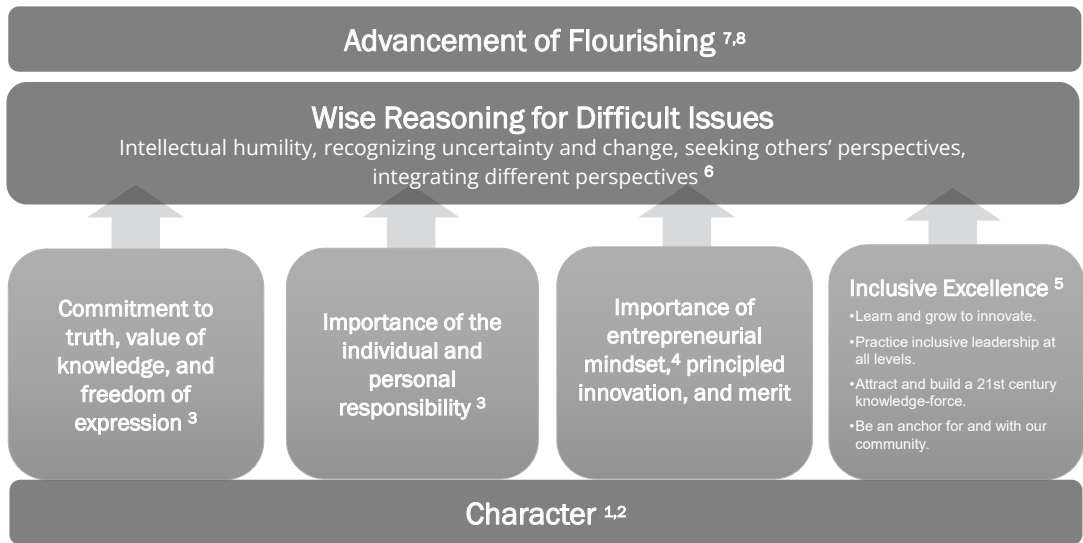 Advancement of Flourishing 7,8
Wise Reasoning for Difficult Issues
Intellectual humility, recognizing uncertainty and change, seeking others' perspectives,
integrating different perspectives 6
Commitment to
truth, value of
knowledge, and
freedom of
expression 3
Importance of the
individual and
personal
responsibility 3
Importance of
entrepreneurial
mindset,4 principled
innovation, and merit
Inclusive Excellence 5
•Learn and grow to innovate.
•Practice inclusive leadership at
all levels.
•Attract and build a 21st century
knowledge-force.
•Be an anchor for and with our
community.
Character 1,2